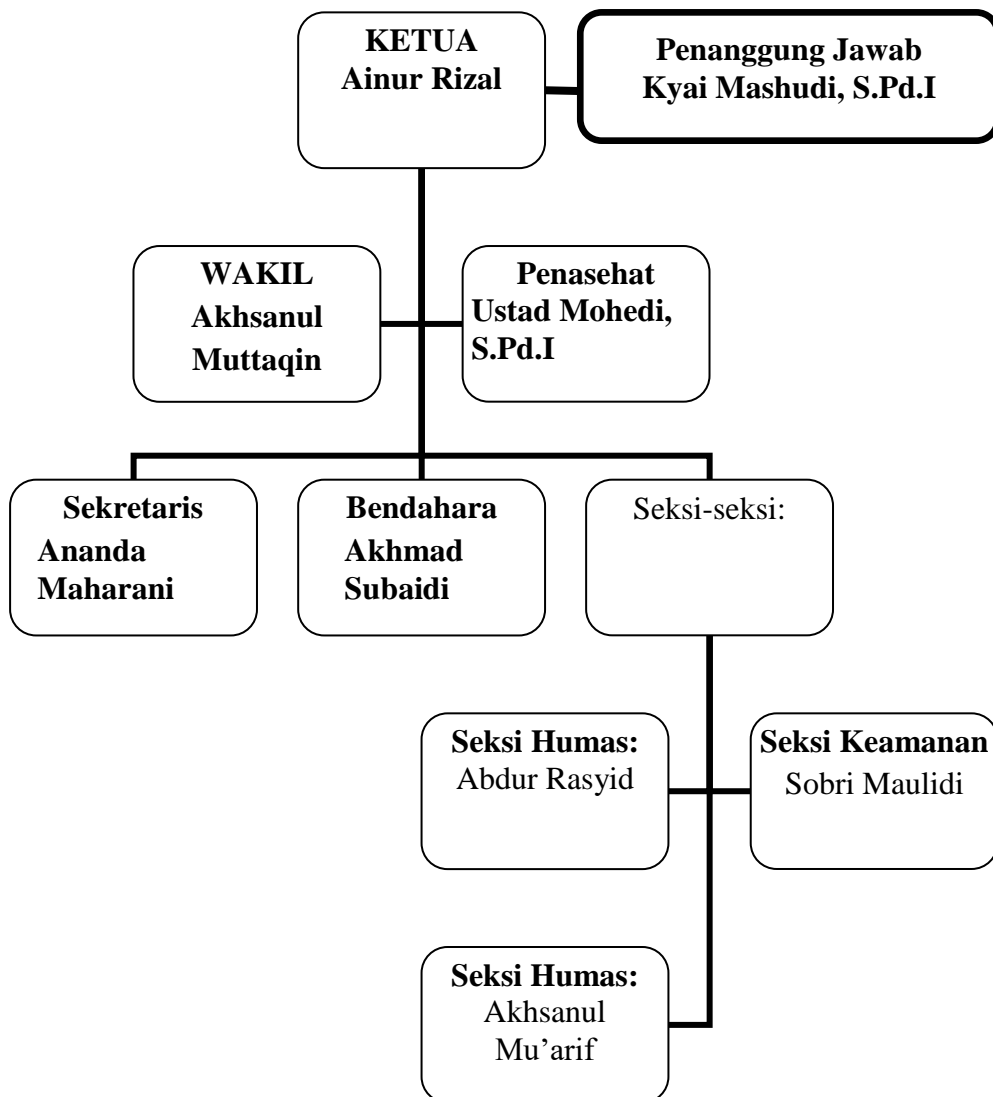 KETUA
Ainur Rizal
Penanggung Jawab
Kyai Mashudi, S.Pd.I
WAKIL
Akhsanul
Muttaqin
Penasehat
Ustad Mohedi,
S.Pd.I
Sekretaris
Ananda
Maharani
Bendahara
Akhmad
Subaidi
Seksi-seksi:
Seksi Humas:
Abdur Rasyid
Seksi Keamanan
Sobri Maulidi
Seksi Humas:
Akhsanul
Mu’arif